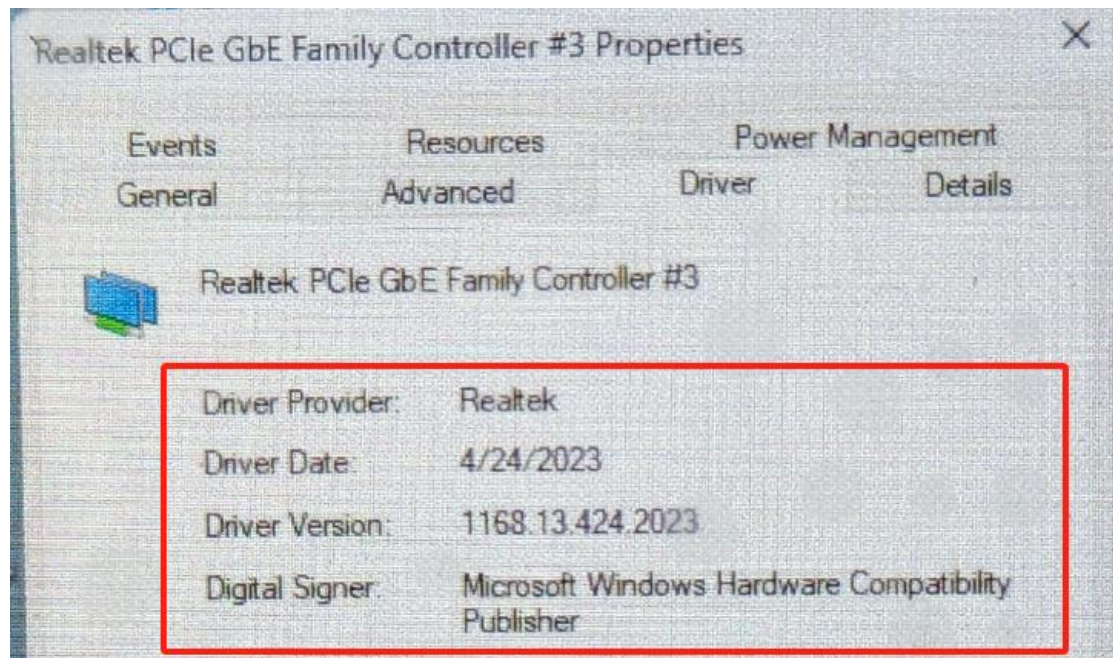 Realtek PCIe GbE Family Controller #3 Properties
Events Resources Power Management
General Advanced Driver Details
Realtek PCIe GbE Family Controller #3
Driver Provider: Realtek
Driver Date: 4/24/2023
Driver Version: 1168.13.424.2023
Digital Signer: Microsoft Windows Hardware Compatibility
Publisher